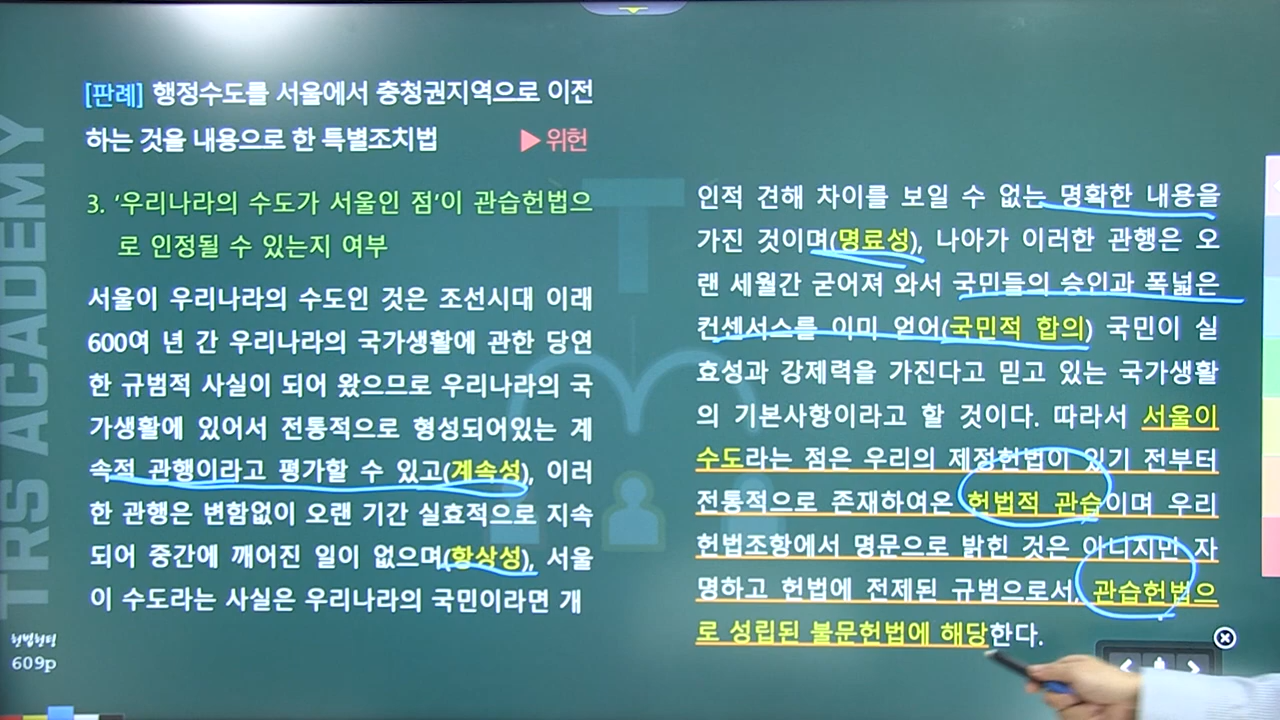 [판례] 행정수도를 서울에서 충청권지역으로 이전
하는 것을 내용으로 한 특별조치법 ▶위헌
3. '우리나라의 수도가 서울인 점'이 관습헌법으
로 인정될 수 있는지 여부
서울이 우리나라의 수도인 것은 조선시대 이래
600여 년 간 우리나라의 국가생활에 관한 당연
한 규범적 사실이 되어 왔으므로 우리나라의 국
가생활에 있어서 전통적으로 형성되어있는 계
속적 관행이라고 평가할 수 있고(계속성), 이러
한 관행은 변함없이 오랜 기간 실효적으로 지속
되어 중간에 깨어진 일이 없으며(항상성), 서울
이 수도라는 사실은 우리나라의 국민이라면 개
인적 견해 차이를 보일 수 없는 명확한 내용을
가진 것이며(명료성), 나아가 이러한 관행은 오
랜 세월간 굳어져 와서 국민들의 승인과 폭넓은
컨센서스를 이미 얻어(국민적 합의) 국민이 실
효성과 강제력을 가진다고 믿고 있는 국가생활
의 기본사항이라고 할 것이다. 따라서 서울이
수도라는 점은 우리의 제정헌법이 있기 전부터
전통적으로 존재하여온 헌법적 관습이며 우리
헌법조항에서 명문으로 밝힌 것은 아니지만 자
명하고 헌법에 전제된 규범으로서, 관습헌법으
로 성립된 불문헌법에 해당한다.
TRS ACADEMY
609p